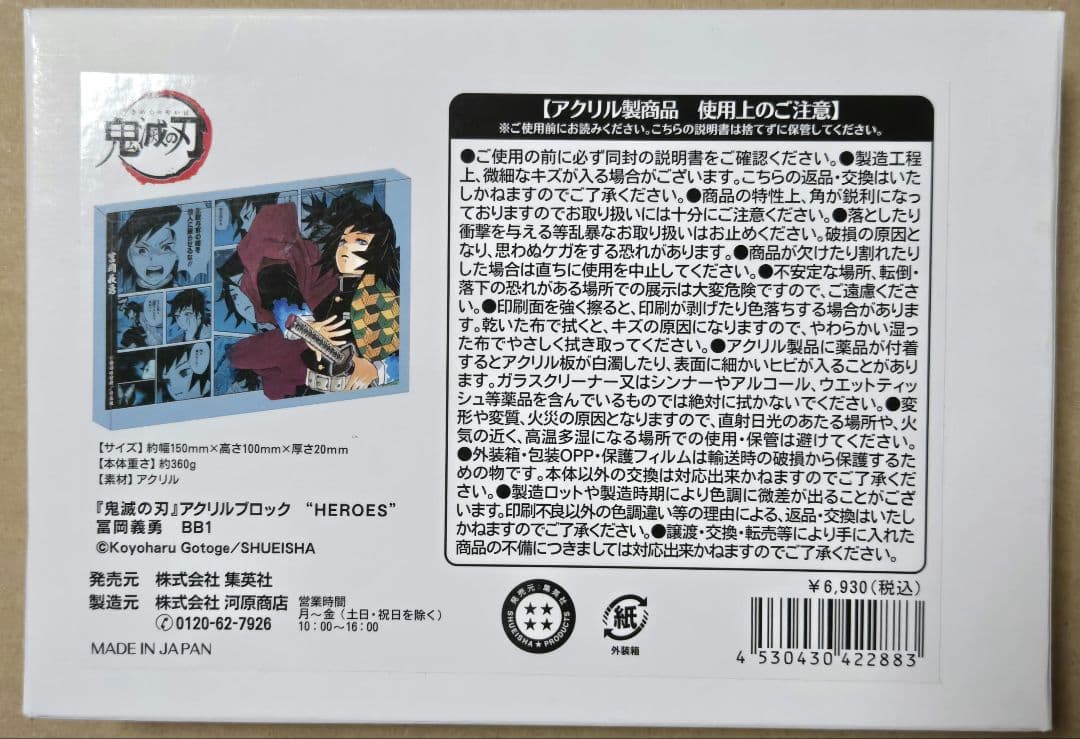 きめつのやいば
鬼滅の刃
冨岡義勇
【サイズ】約幅150mm×高さ100mm×厚さ20mm
【本体重さ】約360g
【素材】アクリル
『鬼滅の刃』アクリルブロック “HEROES”
冨岡義勇 BB1
©Koyoharu Gotoge/SHUEISHA
発売元 株式会社 集英社
製造元 株式会社 河原商店
0120-62-7926
営業時間
月～金（土日・祝日を除く）
10：00～16：00
MADE IN JAPAN
【アクリル製商品 使用上のご注意】
※ご使用前にお読みください。こちらの説明書は捨てずに保管してください。
●ご使用の前に必ず同封の説明書をご確認ください。●製造工程
上、微細なキズが入る場合がございます。こちらの返品・交換はいた
しかねますのでご了承ください。●商品の特性上、角が鋭利になっ
ておりますのでお取り扱いには十分にご注意ください。●落としたり
衝撃を与える等乱暴なお取り扱いはお止めください。破損の原因と
なり、思わぬケガをする恐れがあります。●商品が欠けたり割れたり
した場合は直ちに使用を中止してください。●不安定な場所、転倒・
落下の恐れがある場所での展示は大変危険ですので、ご遠慮くださ
い。●印刷面を強く擦ると、印刷が剥げたり色落ちする場合がありま
す。乾いた布で拭くと、キズの原因になりますので、やわらかい湿っ
た布でやさしく拭き取ってください。●アクリル製品に薬品が付着
するとアクリル板が白濁したり、表面に細かいヒビが入ることがあり
ます。ガラスクリーナー又はシンナーやアルコール、ウエットティッ
シュ等薬品を含んでいるものでは絶対に拭かないでください。●変
形や変質、火災の原因となりますので、直射日光のあたる場所や、火
気の近く、高温多湿になる場所での使用・保管は避けてください。
●外装箱・包装OPP・保護フィルムは輸送時の破損から保護するた
めの物です。本体以外の交換は対応出来かねますのでご了承くださ
い。●製造ロットや製造時期により色調に微差が出ることがござ
います。印刷不良以外の色調違い等の理由による、返品・交換はいたし
かねますのでご了承ください。●譲渡・交換・転売等により手に入れた
商品の不備につきましては対応出来かねますのでご了承ください。
発売元：集英社
SHUEISHA★PRODUCTS
紙
外装箱
￥6,930（税込）
4 530430 422883